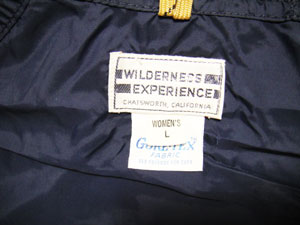 WILDERNESS
EXPERIENCE
CHATSWORTH, CALIFORNIA
WOMEN'S
L
GORE-TEX
FABRIC